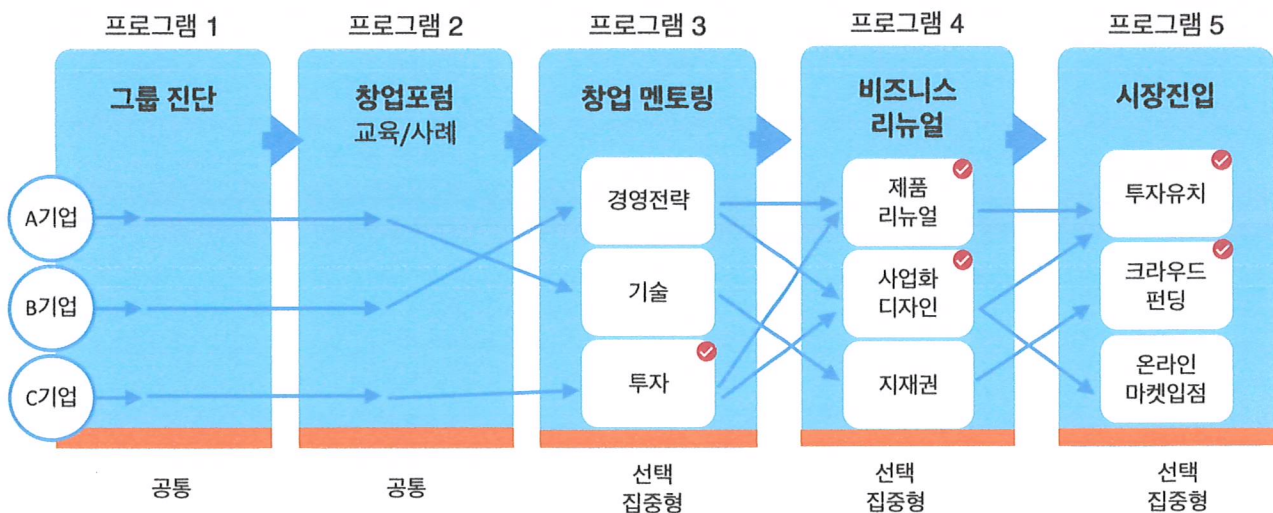 프로그램 1
프로그램 2
프로그램 3
프로그램 4
프로그램 5
그룹 진단
창업포럼
교육/사례
창업 멘토링
비즈니스
리뉴얼
시장진입
A기업
B기업
C기업
경영전략
기술
투자
제품
리뉴얼
사업화
디자인
지재권
투자유치
크라우드
펀딩
온라인
마켓입점
공통
공통
선택
집중형
선택
집중형
선택
집중형